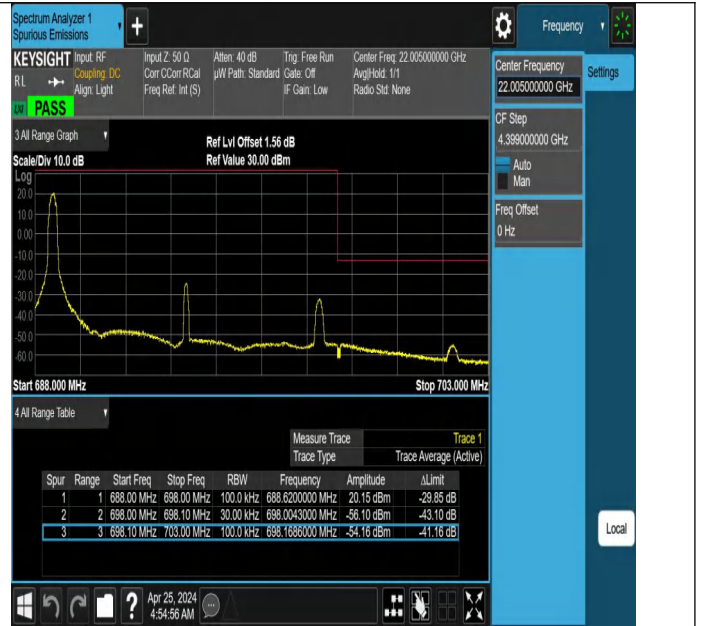 Spectrum Analyzer 1
Spurious Emissions
Frequency
KEYSIGHT Input: RF Input Z: 50 Ω Atten: 40 dB Trig: Free Run Center Freq: 22.005000000 GHz
RL Coupling: DC Corr CCorr RCal µW Path: Standard Gate: Off Avg|Hold: 1/1
Align: Light Freq Ref: Int (S) IF Gain: Low Radio Std: None
LXI PASS
Center Frequency
22.005000000 GHz
Settings
CF Step
4.399000000 GHz
Auto
Man
Freq Offset
0 Hz
3 All Range Graph
Ref Lvl Offset 1.56 dB
Scale/Div 10.0 dB Ref Value 30.00 dBm
Log
20.0
10.0
0.00
-10.0
-20.0
-30.0
-40.0
-50.0
-60.0
Start 688.000 MHz Stop 703.000 MHz
4 All Range Table
Measure Trace Trace 1
Trace Type Trace Average (Active)
Spur Range Start Freq Stop Freq RBW Frequency Amplitude ΔLimit
1 1 688.00 MHz 698.00 MHz 100.0 kHz 688.6200000 MHz 20.15 dBm -29.85 dB
2 2 698.00 MHz 698.10 MHz 30.00 kHz 698.0043000 MHz -56.10 dBm -43.10 dB
3 3 698.10 MHz 703.00 MHz 100.0 kHz 698.1686000 MHz -54.16 dBm -41.16 dB
Local
? Apr 25, 2024
4:54:56 AM